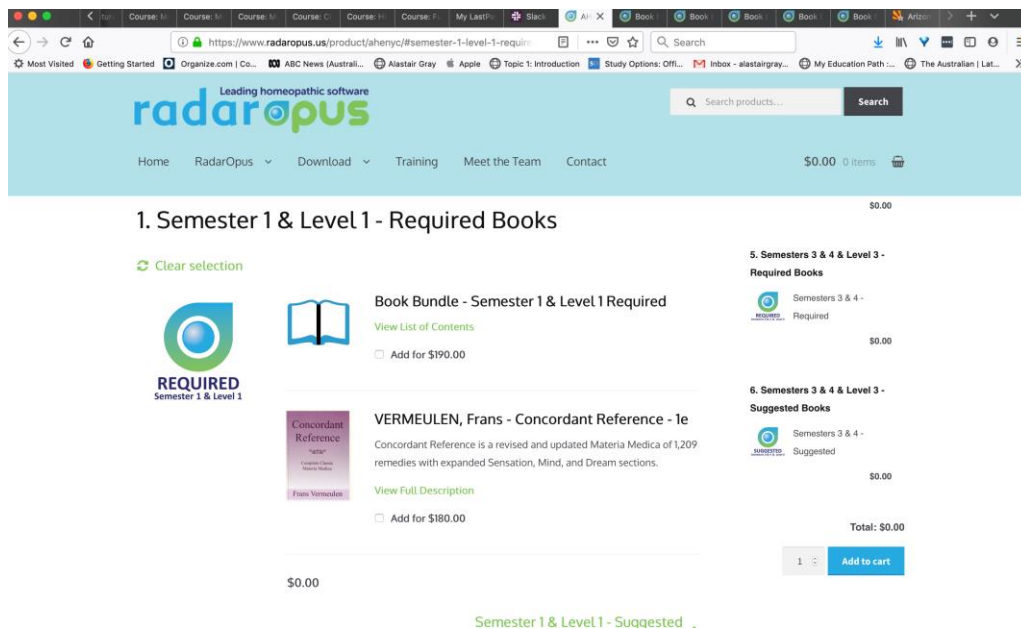 Course: M
Course: M
Course: M
Course: C
Course: H
Course: Fu
My LastPa
Slack
Book
Book
Book
Book
Book
Arizon
https://www.radaropus.us/product/ahenyc/#semester-1-level-1-requir
Search
Most Visited
Getting Started
Organize.com | Co...
ABC News (Australi...
Alastair Gray
Apple
Topic 1: Introduction
Study Options: Offi...
Inbox - alastairgray...
My Education Path :...
The Australian | Lat...
Leading homeopathic software
radaropus
Search products...
Search
Home
RadarOpus
Download
Training
Meet the Team
Contact
$0.00 0 items
1. Semester 1 & Level 1 - Required Books
Clear selection
REQUIRED
Semester 1 & Level 1
Book Bundle - Semester 1 & Level 1 Required
View List of Contents
Add for $190.00
Concordant
Reference
Frans Vermeulen
VERMEULEN, Frans - Concordant Reference - 1e
Concordant Reference is a revised and updated Materia Medica of 1,209
remedies with expanded Sensation, Mind, and Dream sections.
View Full Description
Add for $180.00
$0.00
Semester 1 & Level 1 - Suggested
$0.00
5. Semesters 3 & 4 & Level 3 -
Required Books
REQUIRED
Semesters 3 & 4 -
Required
$0.00
6. Semesters 3 & 4 & Level 3 -
Suggested Books
SUGGESTED
Semesters 3 & 4 -
Suggested
$0.00
Total: $0.00
1
Add to cart